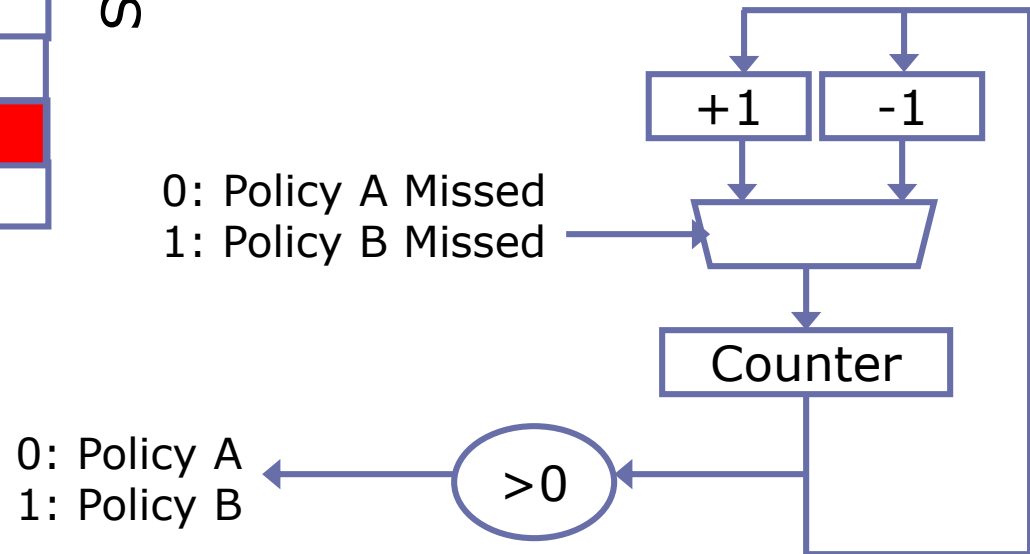 S
+1
-1
0: Policy A Missed
1: Policy B Missed
Counter
>0
0: Policy A
1: Policy B